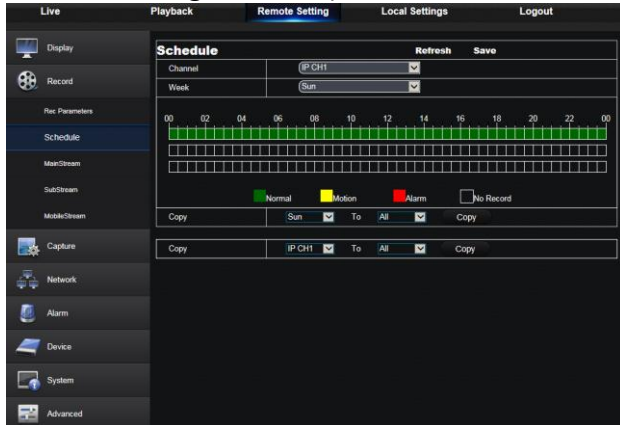 Live Playback Remote Setting Local Settings Logout
Display
Record
Rec Parameters
Schedule
MainStream
SubStream
MobileStream
Capture
Network
Alarm
Device
System
Advanced
Schedule Refresh Save
Channel IP CH1
Week Sun
00 02 04 06 08 10 12 14 16 18 20 22 00
Normal Motion Alarm No Record
Copy Sun To All Copy
Copy IP CH1 To All Copy